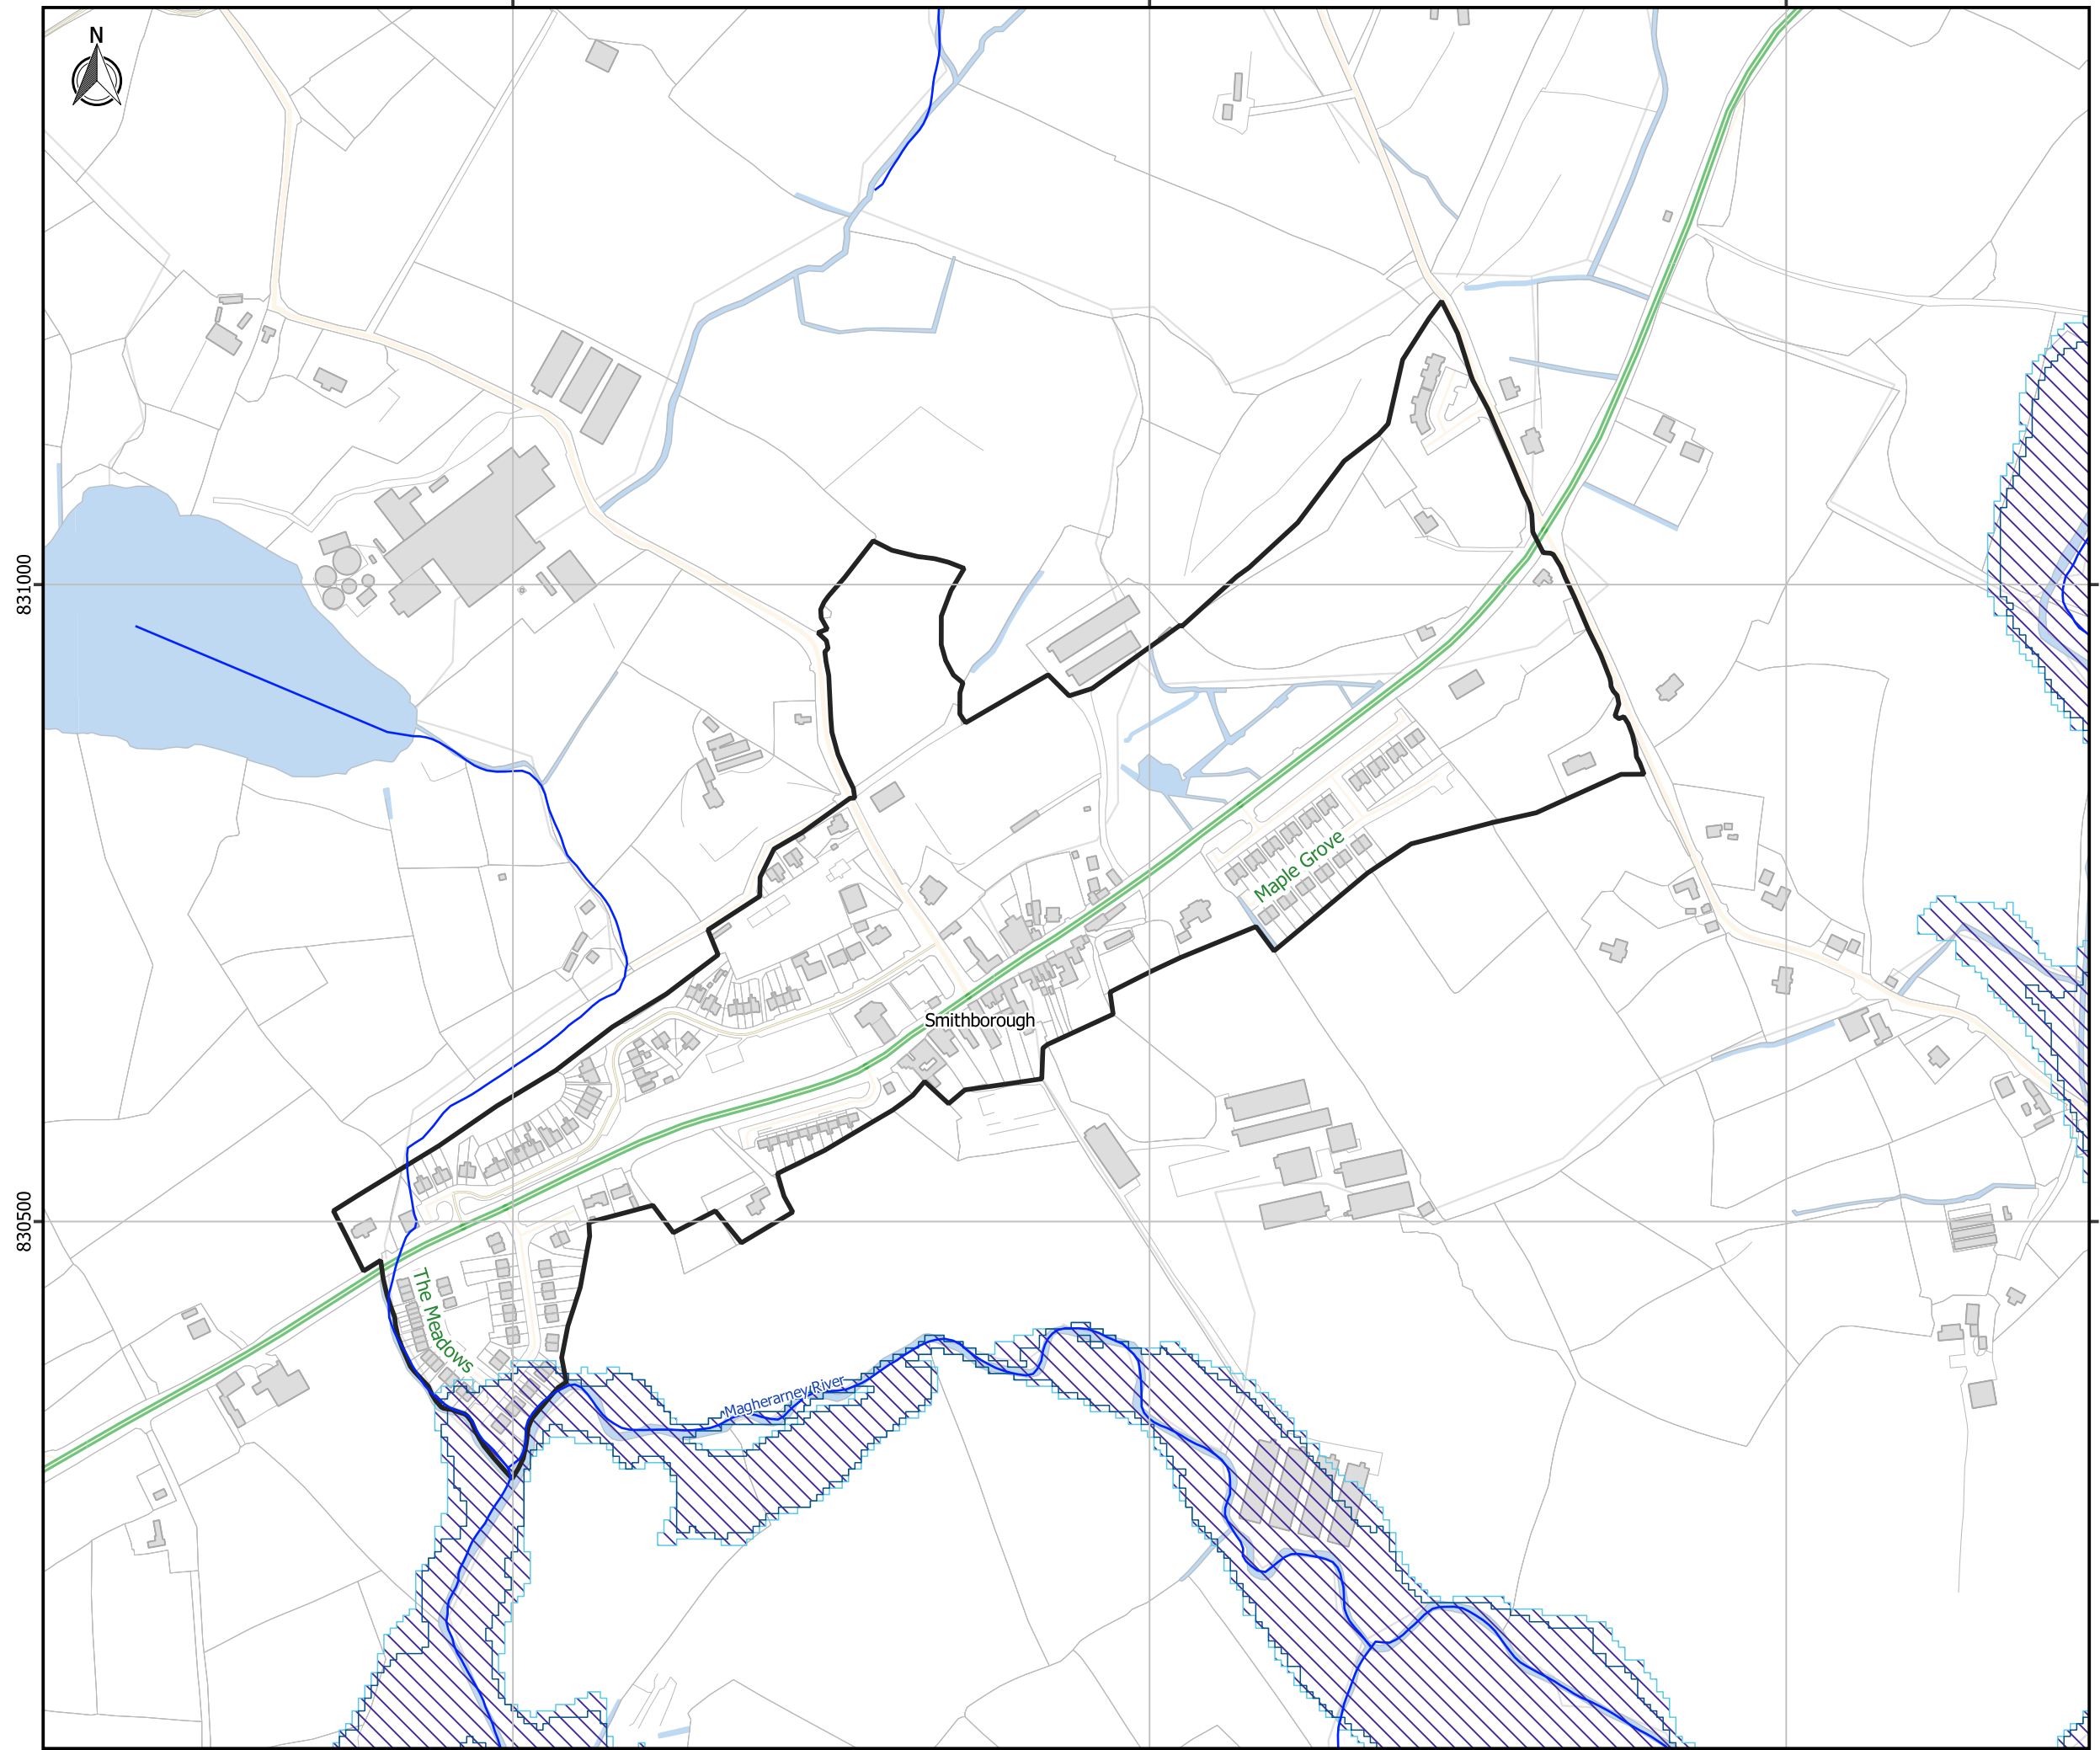 N
831000
Maple Grove
Smithborough
830500
The Meadows
Magherarney River